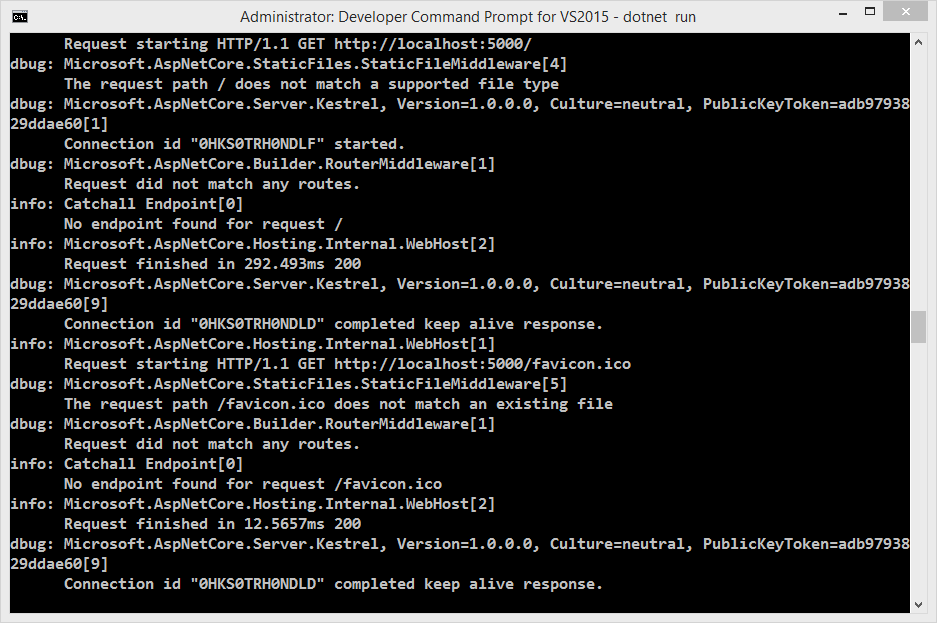 Administrator: Developer Command Prompt for VS2015 - dotnet run
Request starting HTTP/1.1 GET http://localhost:5000/
dbug: Microsoft.AspNetCore.StaticFiles.StaticFileMiddleware[4]
The request path / does not match a supported file type
dbug: Microsoft.AspNetCore.Server.Kestrel, Version=1.0.0.0, Culture=neutral, PublicKeyToken=adb97938
29ddae60[1]
Connection id "0HKS0TRH0NDLF" started.
dbug: Microsoft.AspNetCore.Builder.RouterMiddleware[1]
Request did not match any routes.
info: Catchall Endpoint[0]
No endpoint found for request /
info: Microsoft.AspNetCore.Hosting.Internal.WebHost[2]
Request finished in 292.493ms 200
dbug: Microsoft.AspNetCore.Server.Kestrel, Version=1.0.0.0, Culture=neutral, PublicKeyToken=adb97938
29ddae60[9]
Connection id "0HKS0TRH0NDLD" completed keep alive response.
info: Microsoft.AspNetCore.Hosting.Internal.WebHost[1]
Request starting HTTP/1.1 GET http://localhost:5000/favicon.ico
dbug: Microsoft.AspNetCore.StaticFiles.StaticFileMiddleware[5]
The request path /favicon.ico does not match an existing file
dbug: Microsoft.AspNetCore.Builder.RouterMiddleware[1]
Request did not match any routes.
info: Catchall Endpoint[0]
No endpoint found for request /favicon.ico
info: Microsoft.AspNetCore.Hosting.Internal.WebHost[2]
Request finished in 12.5657ms 200
dbug: Microsoft.AspNetCore.Server.Kestrel, Version=1.0.0.0, Culture=neutral, PublicKeyToken=adb97938
29ddae60[9]
Connection id "0HKS0TRH0NDLD" completed keep alive response.